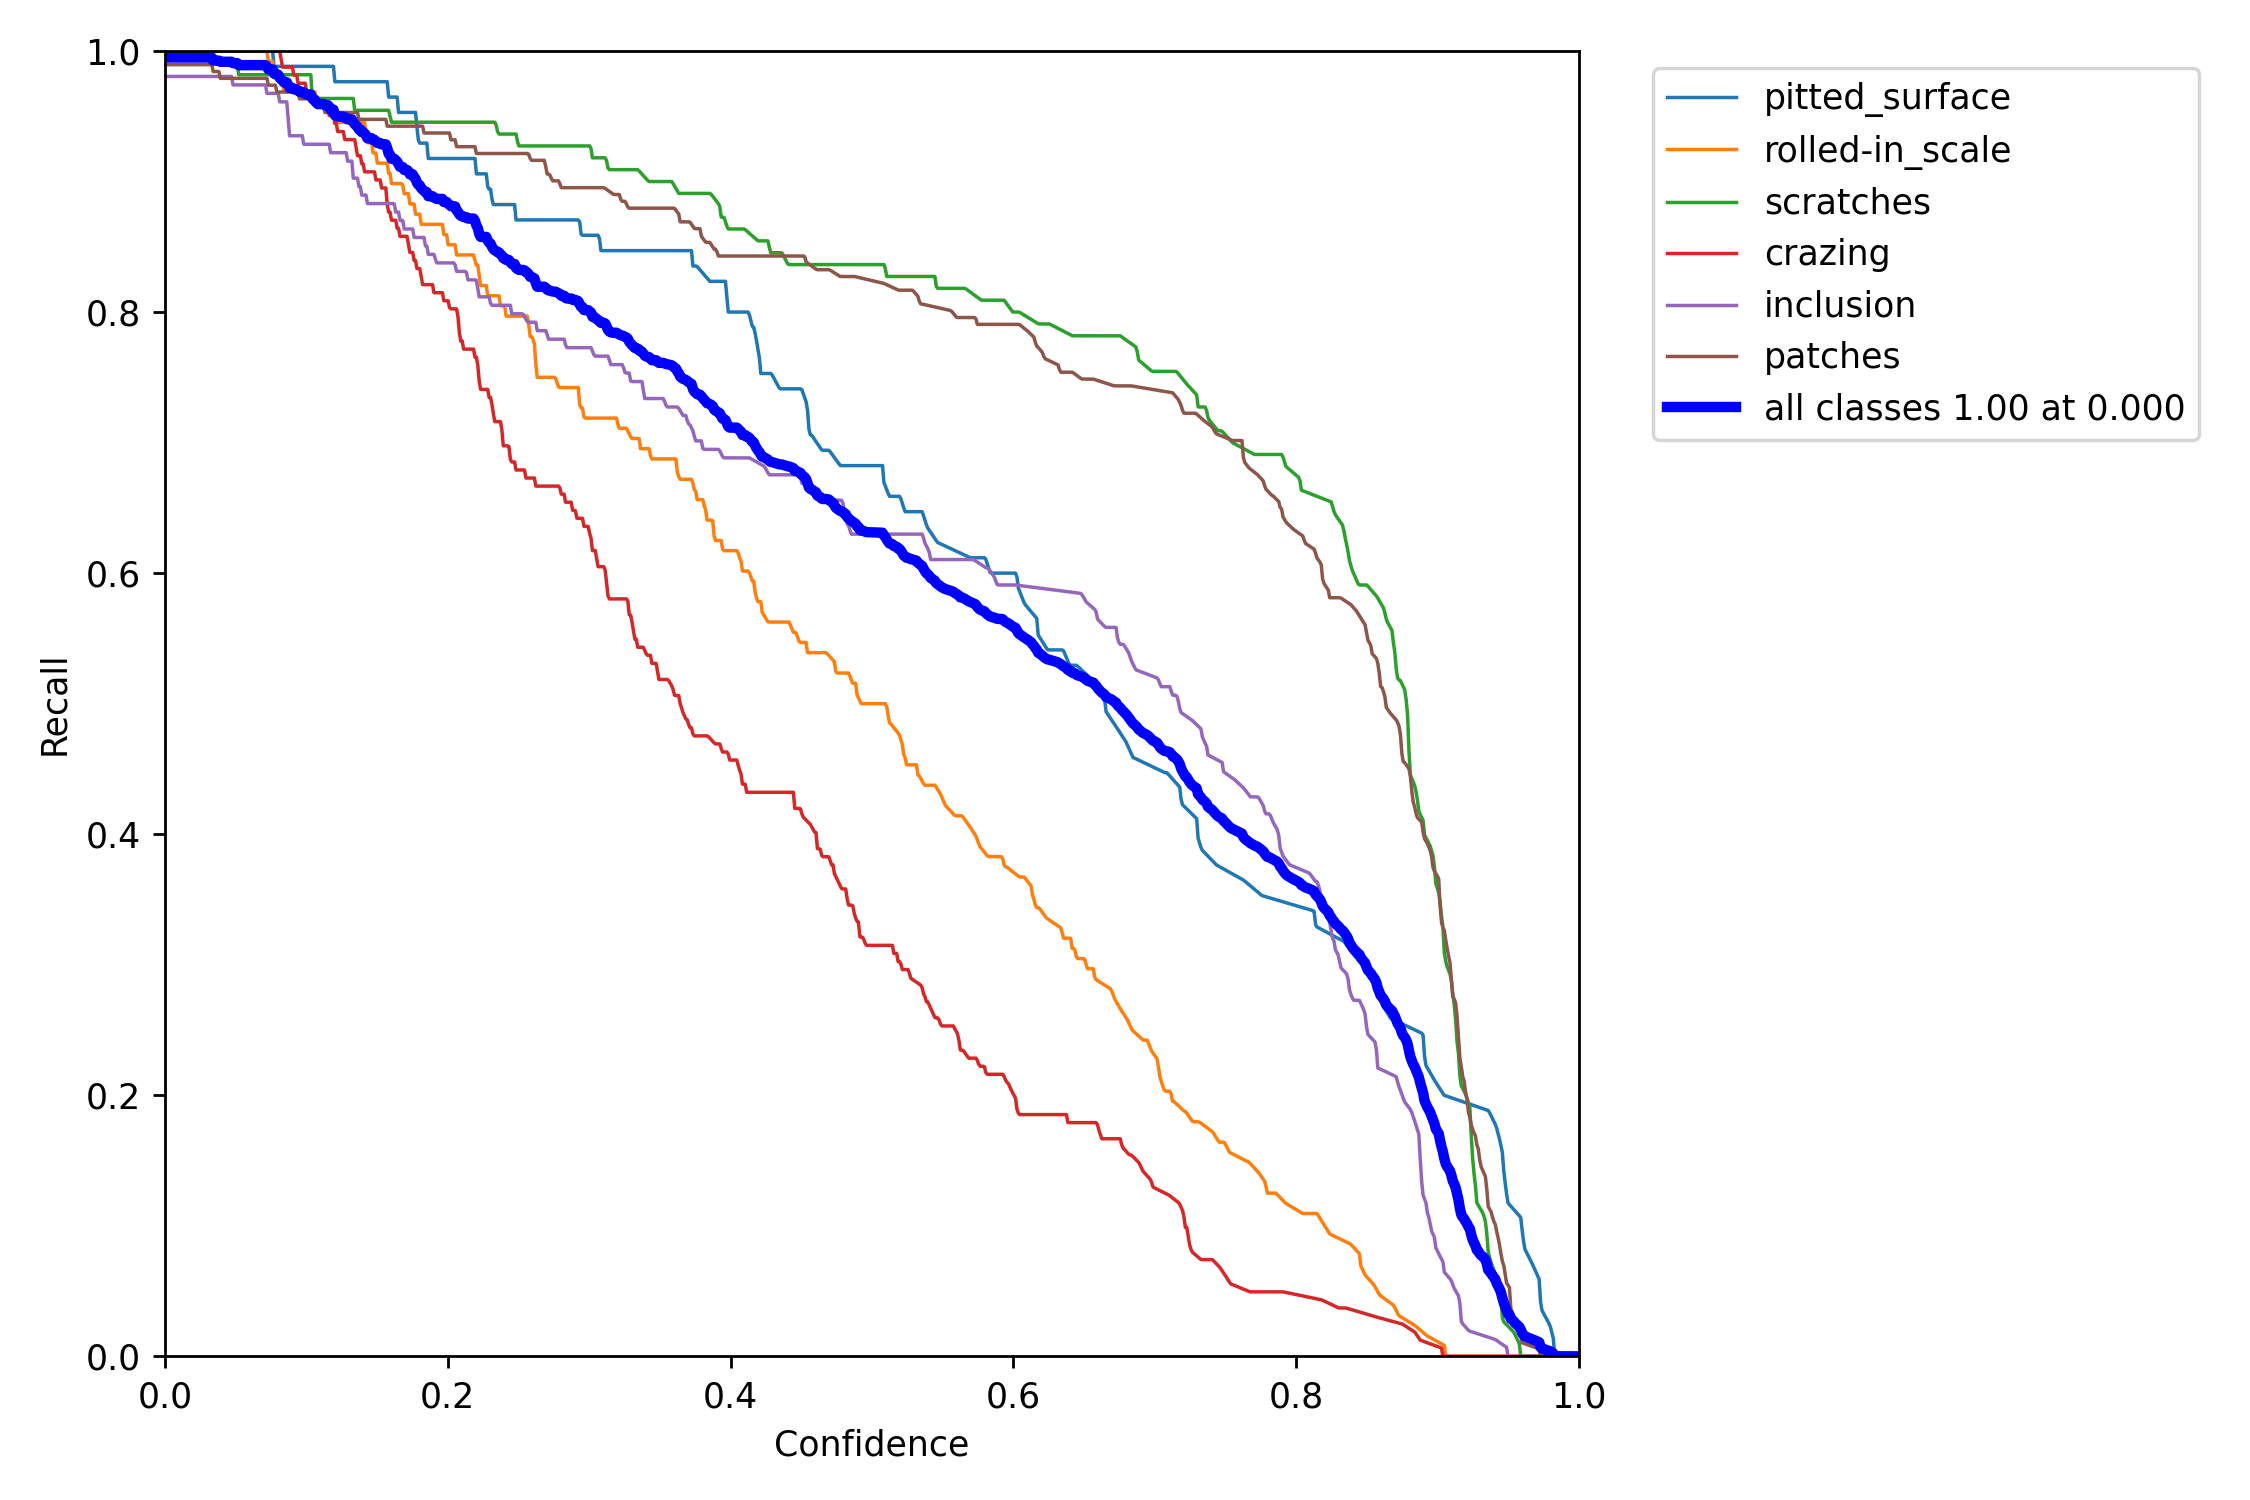 1.0
0.8
0.6
0.4
0.2
0.0
Recall
0.0 0.2 0.4 0.6 0.8 1.0
Confidence
pitted_surface
rolled-in_scale
scratches
crazing
inclusion
patches
all classes 1.00 at 0.000